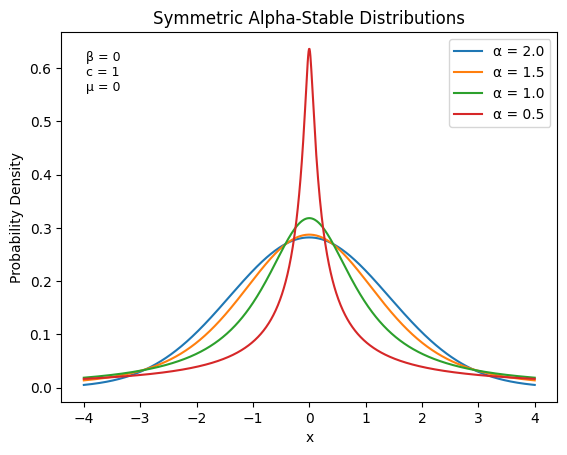 Symmetric Alpha-Stable Distributions
β = 0
c = 1
μ = 0
α = 2.0
α = 1.5
α = 1.0
α = 0.5
Probability Density
0.6
0.5
0.4
0.3
0.2
0.1
0.0
−4 −3 −2 −1 0 1 2 3 4
x